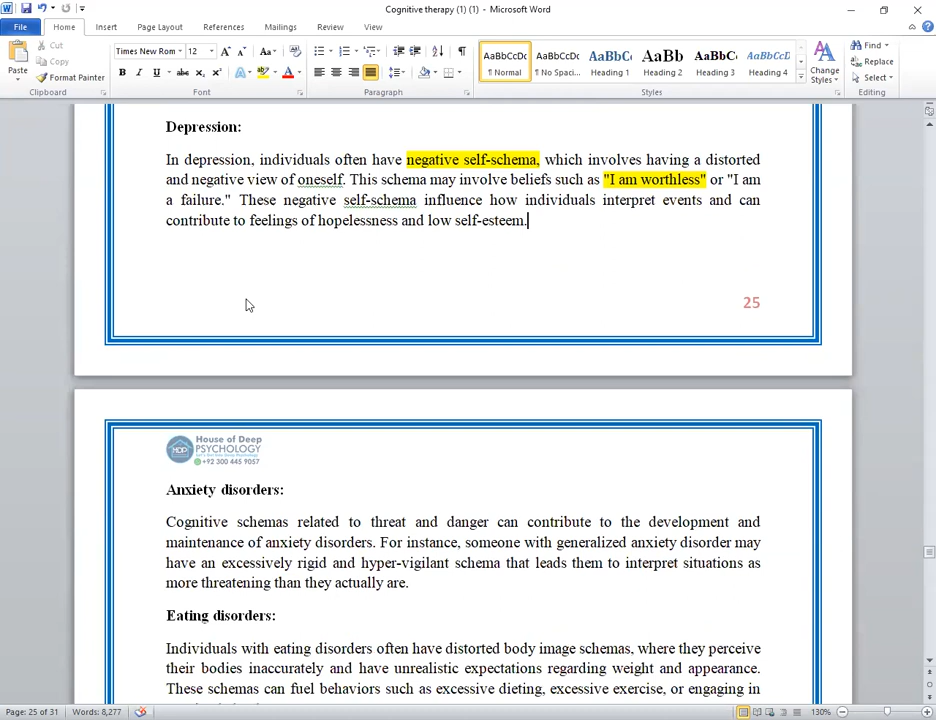 Cognitive therapy (1) (1) - Microsoft Word
File Home Insert Page Layout References Mailings Review View
Paste
Cut
Copy
Format Painter
Clipboard
Times New Rom 12
Font
Paragraph
AaBbCcDc AaBbCcDc AaBbC AaBb AaBbC AaBbCcD
¶ Normal ¶ No Spaci... Heading 1 Heading 2 Heading 3 Heading 4
Change
Styles
Styles
Find
Replace
Select
Editing
Depression:
In depression, individuals often have negative self-schema, which involves having a distorted
and negative view of oneself. This schema may involve beliefs such as "I am worthless" or "I am
a failure." These negative self-schema influence how individuals interpret events and can
contribute to feelings of hopelessness and low self-esteem.
25
House of Deep
PSYCHOLOGY
+92 300 445 9057
Anxiety disorders:
Cognitive schemas related to threat and danger can contribute to the development and
maintenance of anxiety disorders. For instance, someone with generalized anxiety disorder may
have an excessively rigid and hyper-vigilant schema that leads them to interpret situations as
more threatening than they actually are.
Eating disorders:
Individuals with eating disorders often have distorted body image schemas, where they perceive
their bodies inaccurately and have unrealistic expectations regarding weight and appearance.
These schemas can fuel behaviors such as excessive dieting, excessive exercise, or engaging in
Page: 25 of 31 Words: 8,277 130%